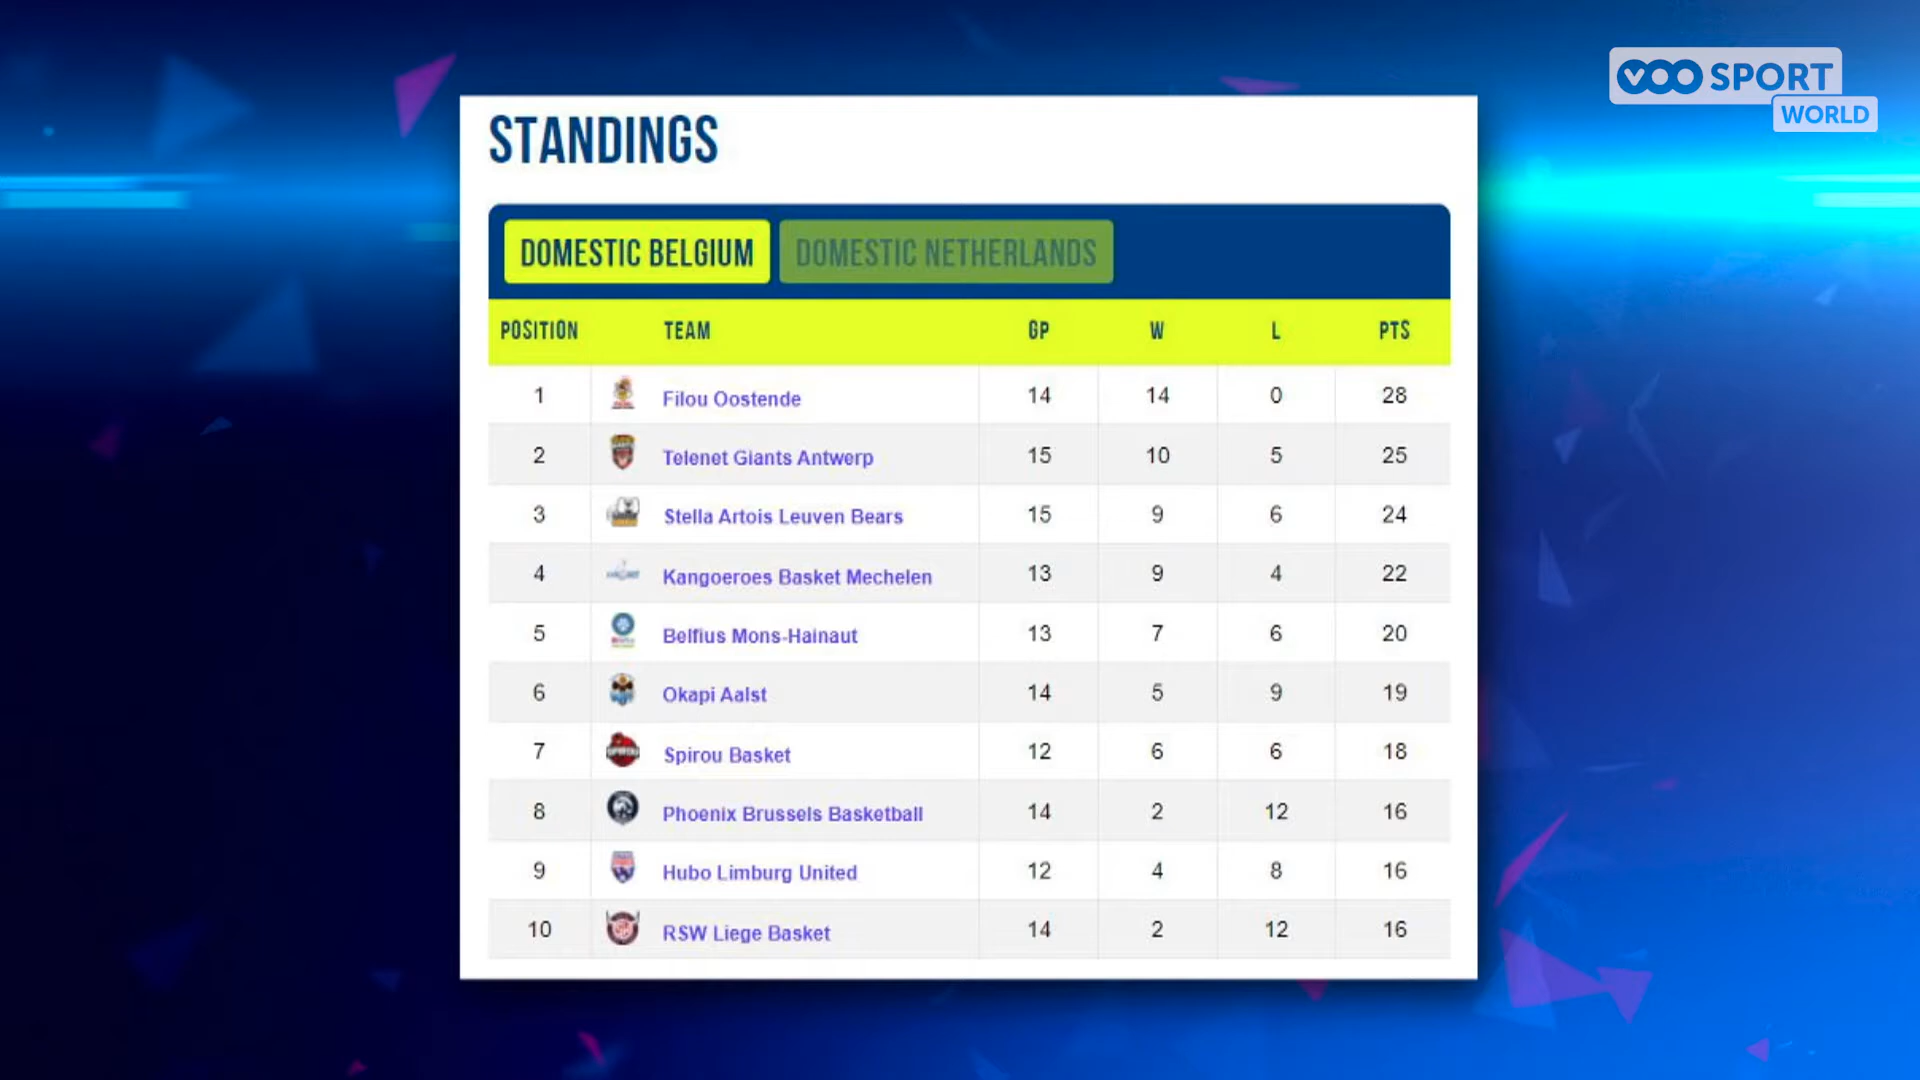 VOO SPORT
WORLD
STANDINGS
DOMESTIC BELGIUM DOMESTIC NETHERLANDS
POSITION TEAM GP W L PTS
1 Filou Oostende 14 14 0 28
2 Telenet Giants Antwerp 15 10 5 25
3 Stella Artois Leuven Bears 15 9 6 24
4 Kangoeroes Basket Mechelen 13 9 4 22
5 Belfius Mons-Hainaut 13 7 6 20
6 Okapi Aalst 14 5 9 19
7 Spirou Basket 12 6 6 18
8 Phoenix Brussels Basketball 14 2 12 16
9 Hubo Limburg United 12 4 8 16
10 RSW Liege Basket 14 2 12 16